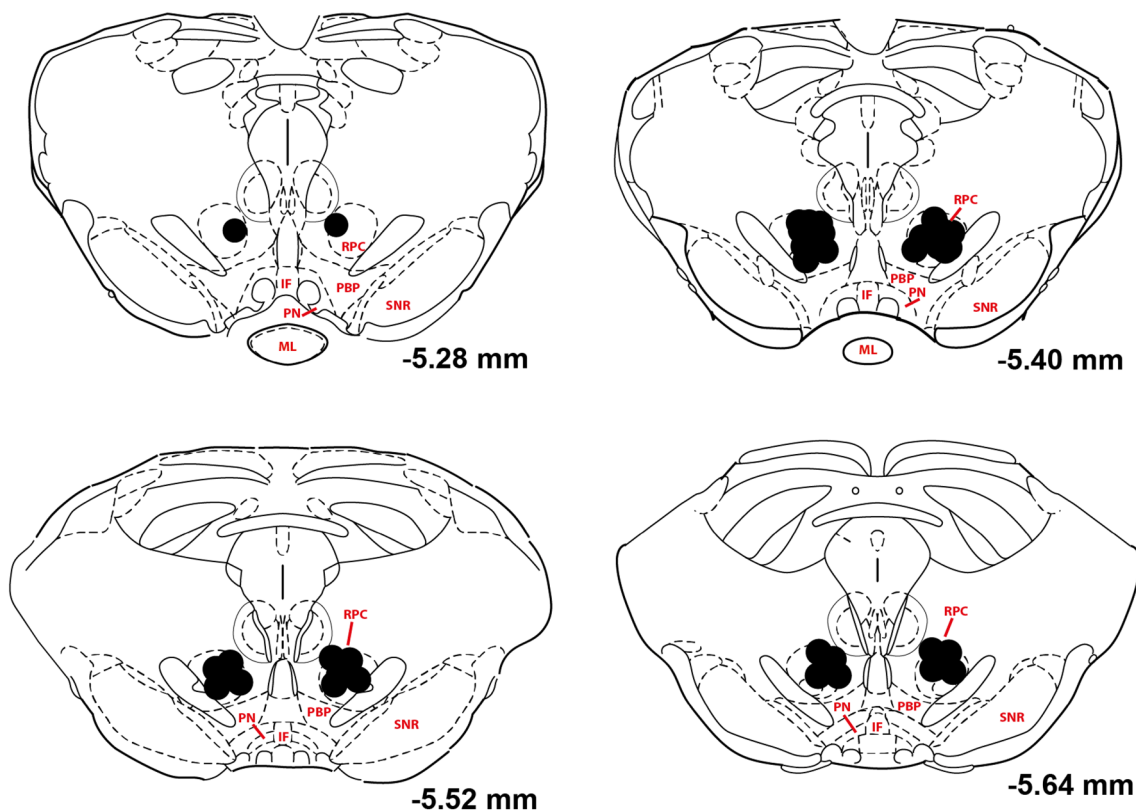 RPC
IF
PBP
SNR
PN
ML
-5.28 mm
RPC
PBP
IF
PN
SNR
ML
-5.40 mm
RPC
PBP
PN
SNR
IF
-5.52 mm
RPC
PN
PBP
SNR
IF
-5.64 mm